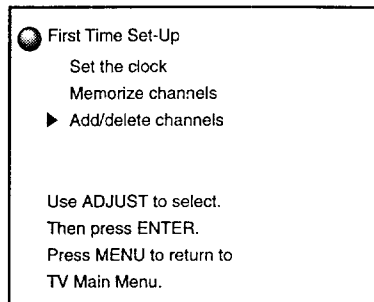 First Time Set-Up
Set the clock
Memorize channels
Add/delete channels
Use ADJUST to select.
Then press ENTER.
Press MENU to return to
TV Main Menu.